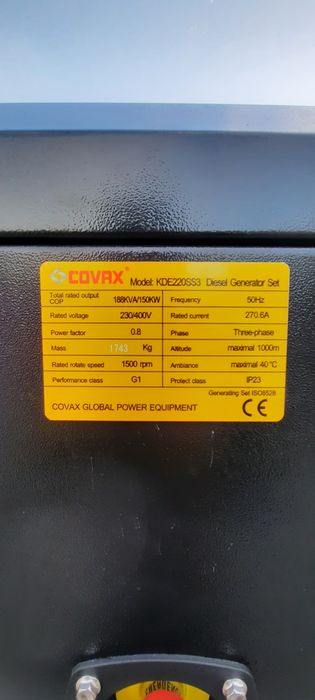 COVAX Model: KDE220SS3 Diesel Generator Set
Total rated output COP 188KVA/150KW Frequency 50Hz
Rated voltage 230/400V Rated current 270.6A
Power factor 0.8 Phase Three-phase
Mass 1743 Kg Altitude maximal 1000m
Rated rotate speed 1500 rpm Ambiance maximal 40℃
Performance class G1 Protect class IP23
Generating Set ISO8528
COVAX GLOBAL POWER EQUIPMENT CE